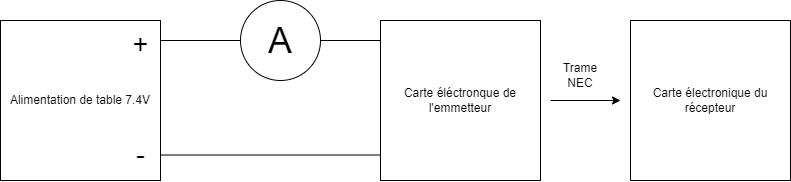 +
A
Alimentation de table 7.4V
-
Carte éléctronque de
l'emmetteur
Trame
NEC
Carte électronique du
récepteur